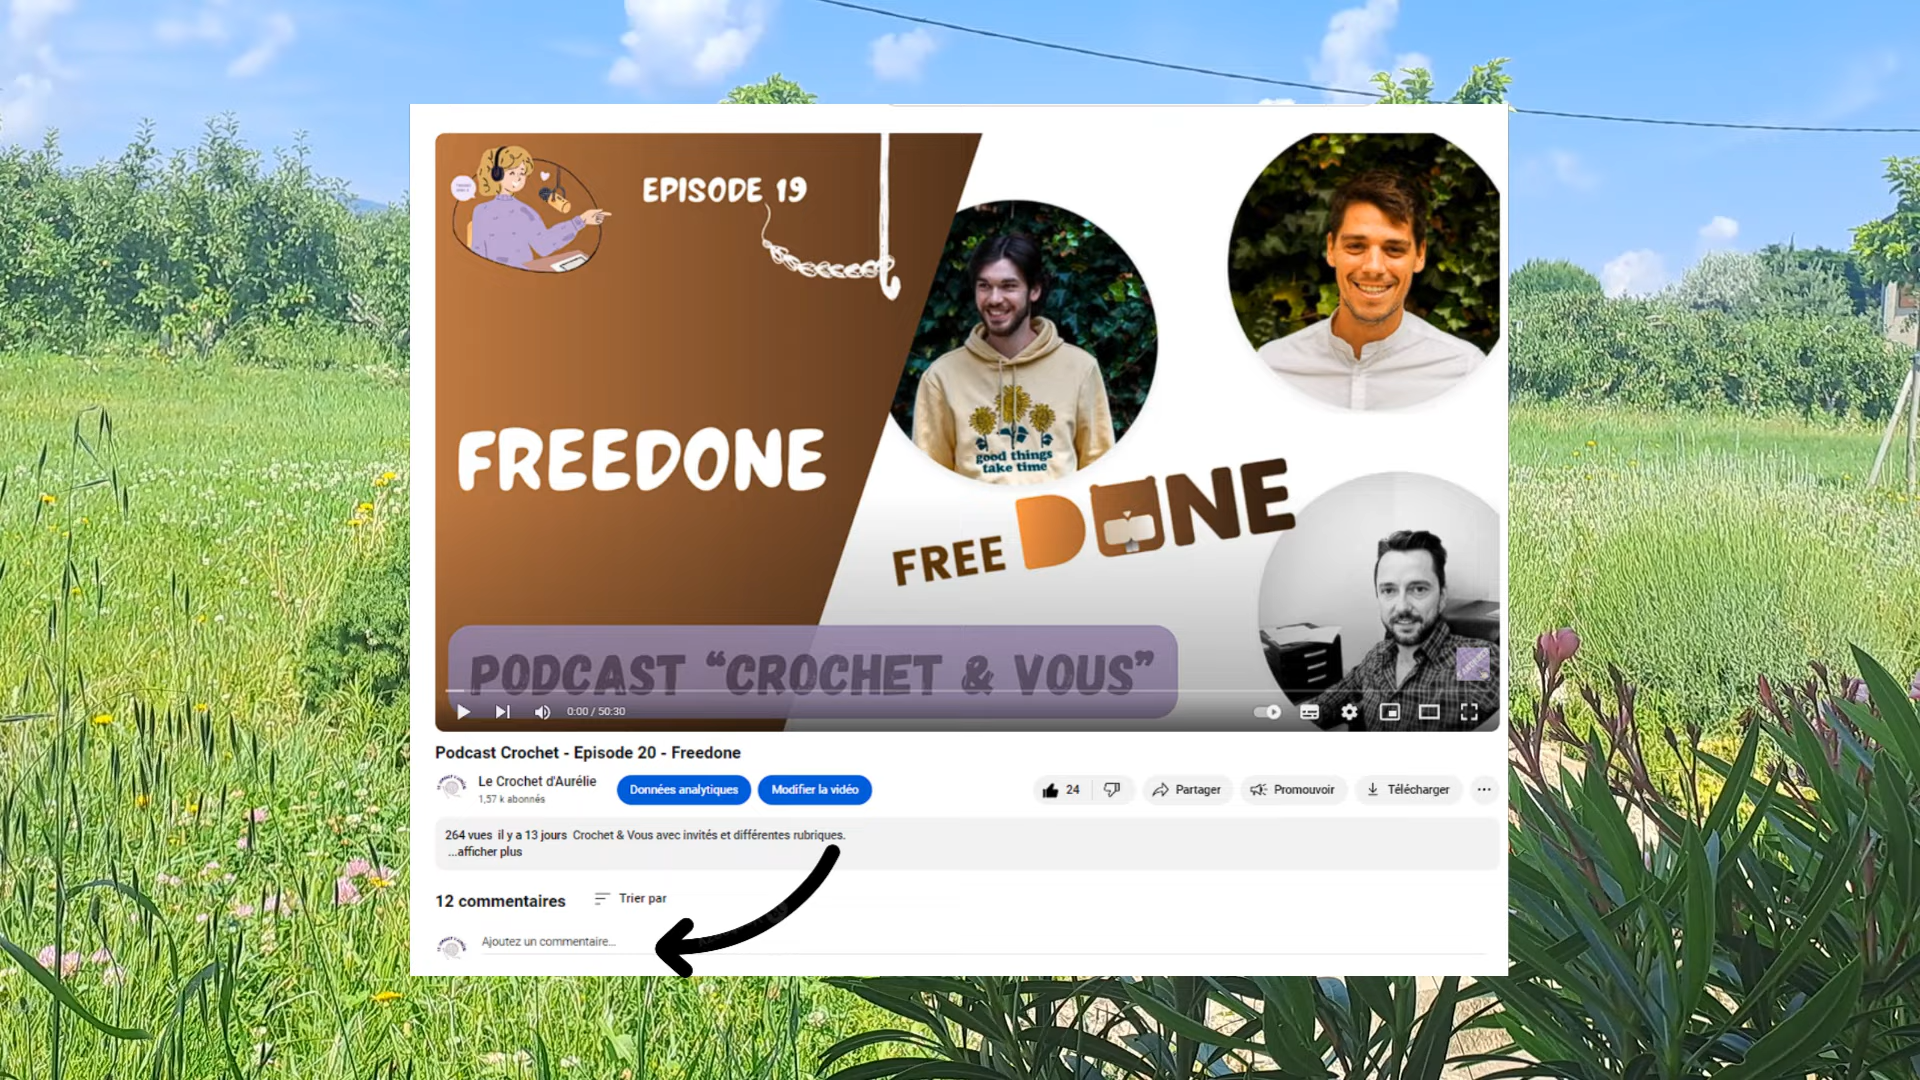 EPISODE 19
FREEDONE
good things
take time
FREE DONE
PODCAST “CROCHET & VOUS”
0:00 / 50:30
Podcast Crochet - Episode 20 - Freedone
Le Crochet d'Aurélie
1,57 k abonnés
Données analytiques
Modifier la vidéo
24
Partager
Promouvoir
Télécharger
264 vues il y a 13 jours Crochet & Vous avec invités et différentes rubriques.
...afficher plus
12 commentaires
Trier par
Ajoutez un commentaire...